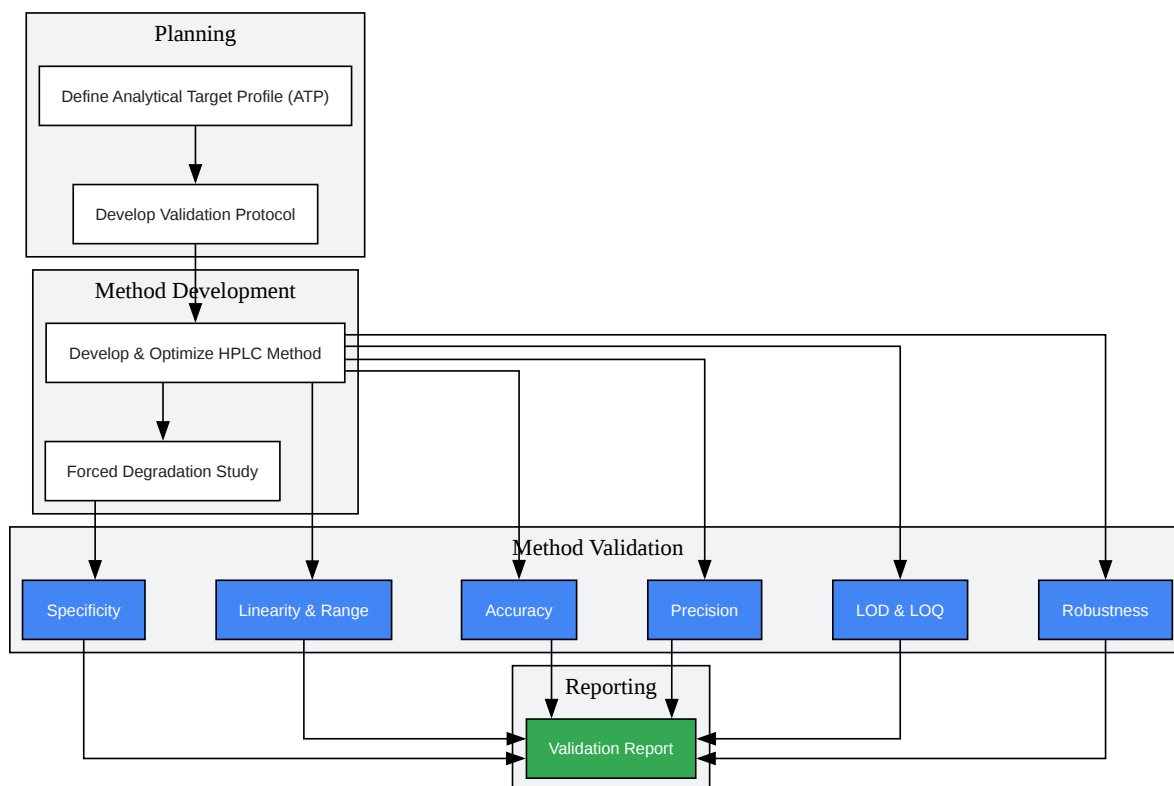 Planning
Define Analytical Target Profile (ATP)
Develop Validation Protocol
Method Development
Develop & Optimize HPLC Method
Forced Degradation Study
Method Validation
Specificity
Linearity & Range
Accuracy
Precision
LOD & LOQ
Robustness
Reporting
Validation Report